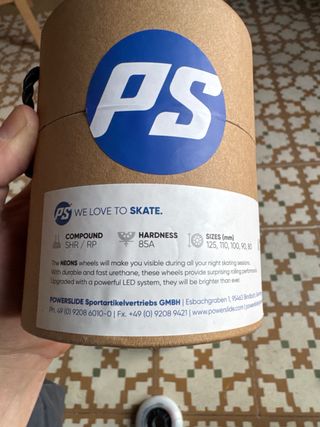 PS
PS WE LOVE TO SKATE.
COMPOUND
SHR / RP
HARDNESS
85A
SIZES (mm)
125, 110, 100, 90, 80
The NEONS wheels will make you visible during all your night skating sessions.
With durable and fast urethane, these wheels provide surprising rolling performance.
Upgraded with a powerful LED system, they will be brighter than ever!
POWERSLIDE Sportartikelvertriebs GMBH | Esbachgraben 1, 95463 Bindlach,
Ph. 49 (0) 9208 6010-0 | Fx. +49 (0) 9208 9421 | www.powerslide.com |